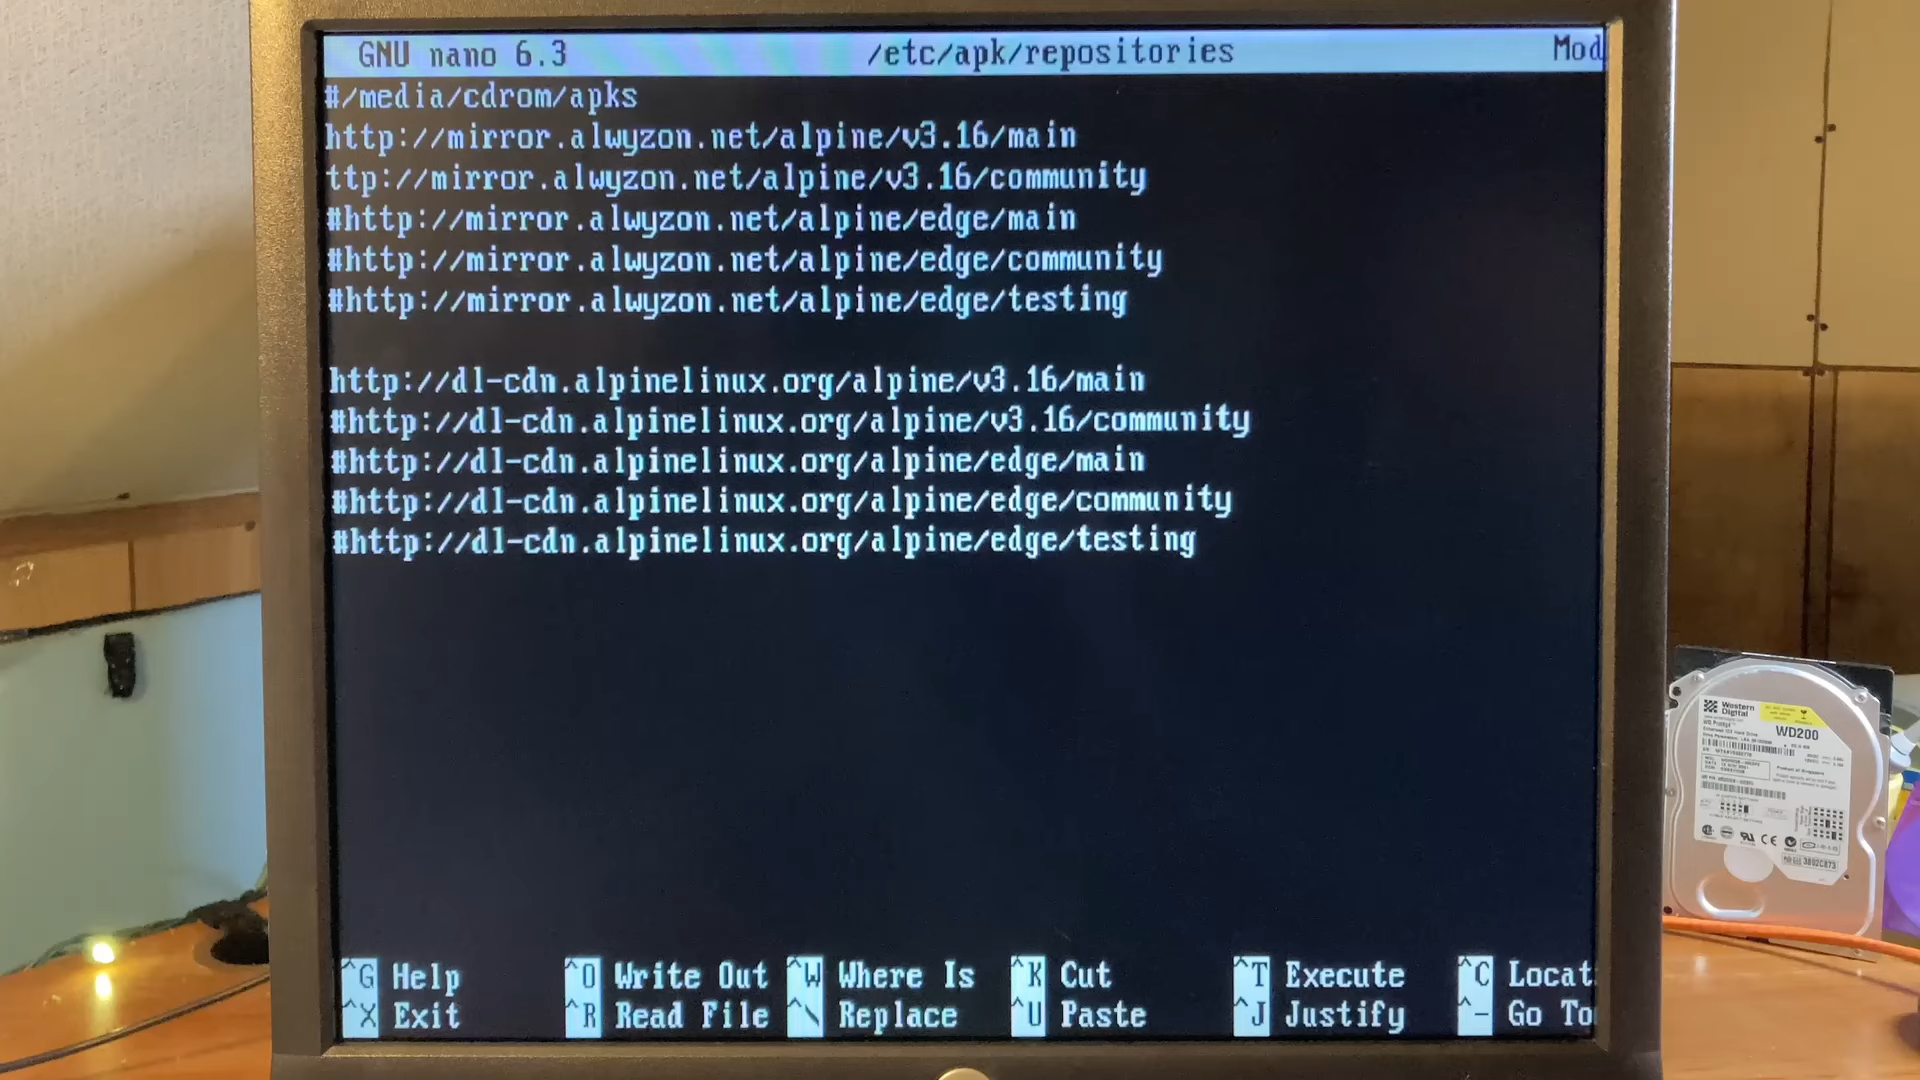 GNU nano 6.3 /etc/apk/repositories Mod
#/media/cdrom/apks
http://mirror.alwyzon.net/alpine/v3.16/main
ttp://mirror.alwyzon.net/alpine/v3.16/community
#http://mirror.alwyzon.net/alpine/edge/main
#http://mirror.alwyzon.net/alpine/edge/community
#http://mirror.alwyzon.net/alpine/edge/testing
http://dl-cdn.alpinelinux.org/alpine/v3.16/main
#http://dl-cdn.alpinelinux.org/alpine/v3.16/community
#http://dl-cdn.alpinelinux.org/alpine/edge/main
#http://dl-cdn.alpinelinux.org/alpine/edge/community
#http://dl-cdn.alpinelinux.org/alpine/edge/testing
^G Help ^O Write Out ^W Where Is ^K Cut ^T Execute ^C Locat
^X Exit ^R Read File ^\ Replace ^U Paste ^J Justify ^- Go To
Western
Digital
WD200